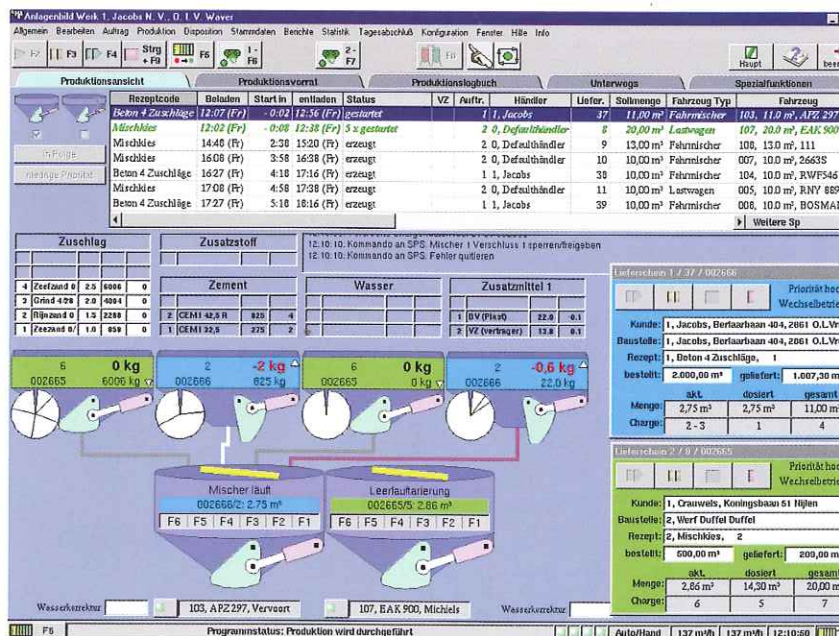 Anlagenbild Werk 1, Jacobs N. V., O. L. V. Waver
Allgemein Bearbeiten Auftrag Produktion Disposition Stammdaten Berichte Statistik Tagesabschluß Konfiguration Fenster Hilfe Info
F2 F3 F4 Strg + F9 F5 1 - F6 2 - F7 F8 Haupt
Produktionsansicht Produktionsvorrat Produktionslogbuch Unterwegs Spezialfunktionen
Rezeptcode Beladen Start in entladen Status VZ Auftr. Händler Liefer. Sollmenge Fahrzeug Typ Fahrzeug
Beton 4 Zuschläge 12:07 (Fr) - 0:02 12:56 (Fr) gestartet 1 1, Jacobs 37 11,00 m³ Fahrmischer 103, 11.0 m³, APZ 297
Mischkies 12:02 (Fr) - 0:08 12:38 (Fr) 5 x gestartet 2 0, Defaulthändler 8 20,00 m³ Lastwagen 107, 20.0 m³, EAK 900
Mischkies 14:48 (Fr) 2:38 15:20 (Fr) erzeugt 2 0, Defaulthändler 9 13,00 m³ Fahrmischer 108, 13.0 m³, 111
Mischkies 16:08 (Fr) 3:58 16:38 (Fr) erzeugt 2 0, Defaulthändler 10 10,00 m³ Fahrmischer 007, 10.0 m³, 2663S
Beton 4 Zuschläge 16:27 (Fr) 4:18 17:16 (Fr) erzeugt 1 1, Jacobs 38 10,00 m³ Fahrmischer 104, 10.0 m³, RWF546
Mischkies 17:08 (Fr) 4:58 17:38 (Fr) erzeugt 2 0, Defaulthändler 11 10,00 m³ Lastwagen 005, 10.0 m³, RNY 889
Beton 4 Zuschläge 17:27 (Fr) 5:18 18:16 (Fr) erzeugt 1 1, Jacobs 39 10,00 m³ Fahrmischer 008, 10.0 m³, BOSMA
in Folge
niedrige Priorität
Weitere Sp
12:10:10: Kommando an SPS: Mischer 1 Verschluss 1 sperren/freigeben
12:10:10: Kommando an SPS: Fehler quitieren
Zuschlag Zusatzstoff
4 Zeefzand 0 2.5 6006 0
3 Grind 4/28 2.0 4004 0
2 Rijnzand 0 1.5 2288 0
1 Zeezand 0/ 1.0 858 0
Zement Wasser Zusatzmittel 1
2 CEM I 42,5 R 825 4
1 CEM I 32,5 275 2
1 BV (Plast) 22.0 0.1
2 VZ (vertrager) 13.8 0.1
6 0 kg 2 -2 kg 6 0 kg 2 -0,6 kg
002665 6006 kg 002666 825 kg 002665 0 kg 002666 22.0 kg
Mischer läuft Leerlauftarierung
002666/2: 2.75 m³ 002665/5: 2.86 m³
F6 F5 F4 F3 F2 F1 F6 F5 F4 F3 F2 F1
Wasserkorrektur 103, APZ 297, Vervoort 107, EAK 900, Michiels Wasserkorrektur
Lieferschein 1 / 37 / 002666
Priorität hoc
Wechselbetrie
Kunde: 1, Jacobs, Berlaarbaan 404, 2861 O.L.Vr
Baustelle: 1, Jacobs, Berlaarbaan 404, 2861 O.L.Vr
Rezept: 1, Beton 4 Zuschläge, 1
bestellt: 2.000,00 m³ geliefert: 1.007,30 m
akt. dosiert gesamt
Menge: 2,75 m³ 2,75 m³ 11,00 m
Charge: 2 - 3 1 4
Lieferschein 2 / 8 / 002665
Priorität hoc
Wechselbetrie
Kunde: 1, Crauwels, Koningsbaan 51 Nijlen
Baustelle: 2, Werf Duffel Duffel
Rezept: 2, Mischkies, 2
bestellt: 500,00 m³ geliefert: 200,00 m
akt. dosiert gesamt
Menge: 2,86 m³ 14,30 m³ 20,00 m
Charge: 6 5 7
F5 Programmstatus: Produktion wird durchgeführt Auto/Hand 137 m³/h 137 m³/h 12:10:50